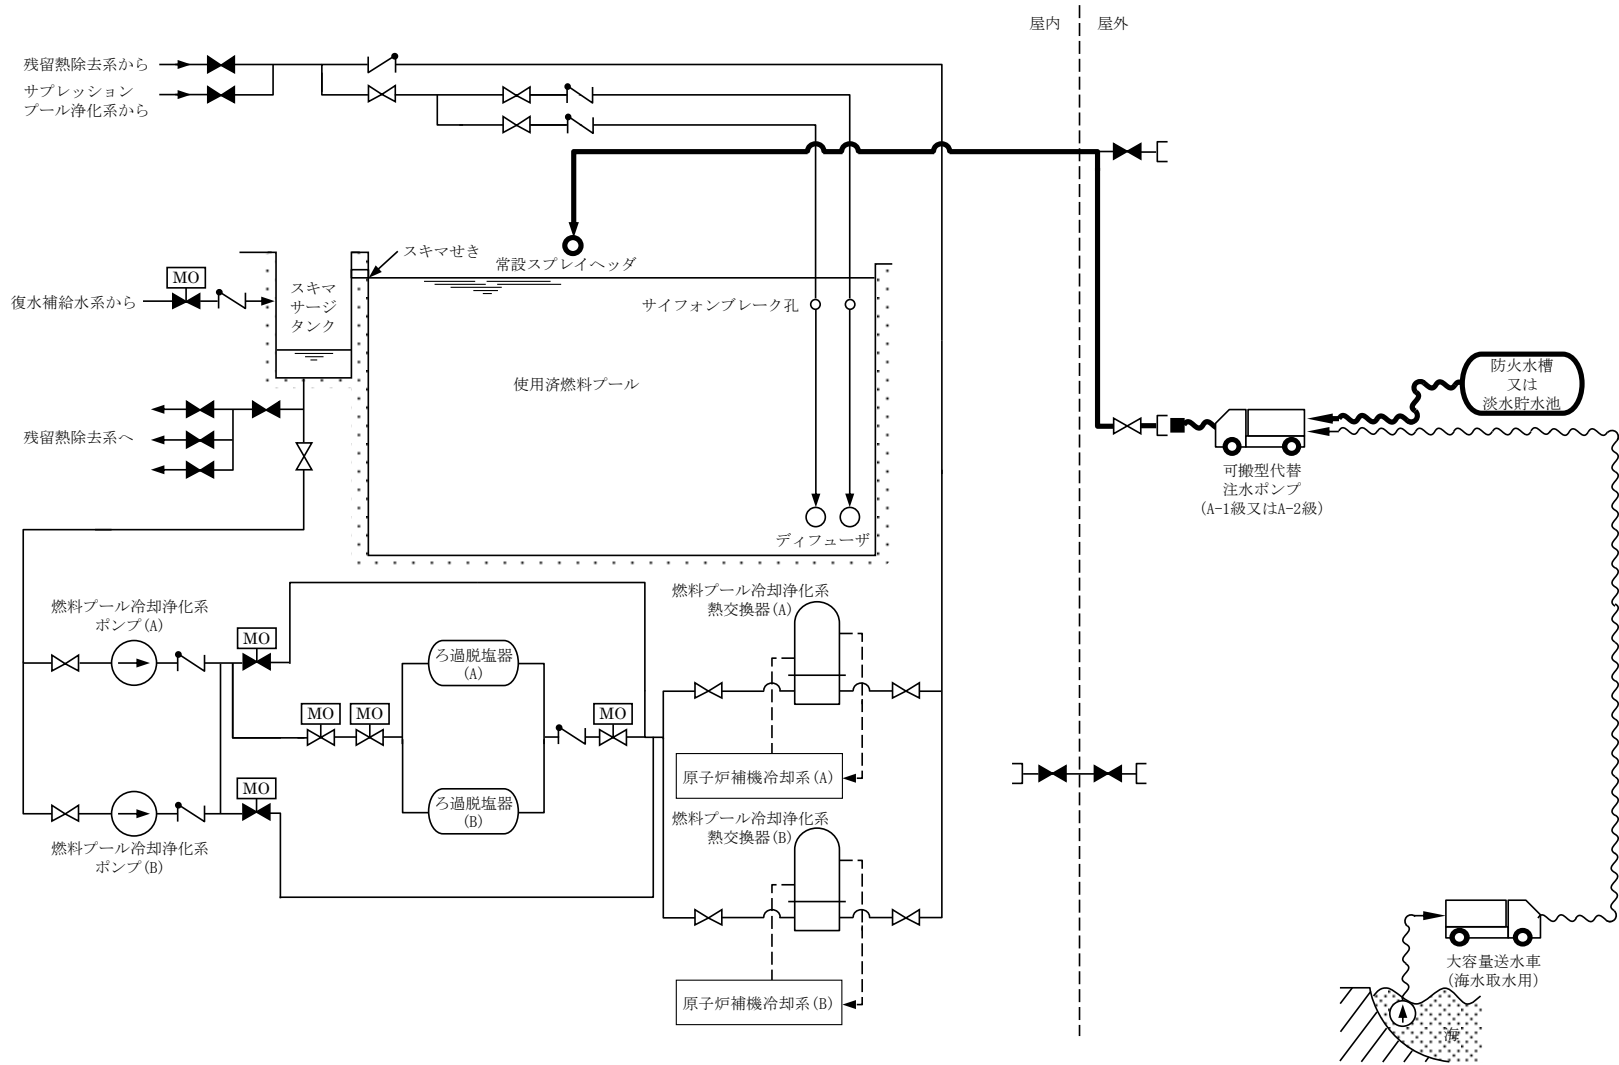 屋内
屋外
残留熱除去系から
サプレッション
プール浄化系から
スキマせき
常設スプレイヘッダ
MO
復水補給水系から
スキマ
サージ
タンク
サイフォンブレーク孔
使用済燃料プール
残留熱除去系へ
ディフューザ
防火水槽
又は
淡水貯水池
可搬型代替
注水ポンプ
(A-1級又はA-2級)
燃料プール冷却浄化系
ポンプ(A)
MO
MO
MO
ろ過脱塩器
(A)
MO
燃料プール冷却浄化系
熱交換器(A)
原子炉補機冷却系(A)
MO
ろ過脱塩器
(B)
燃料プール冷却浄化系
ポンプ(B)
燃料プール冷却浄化系
熱交換器(B)
原子炉補機冷却系(B)
大容量送水車
(海水取水用)
海